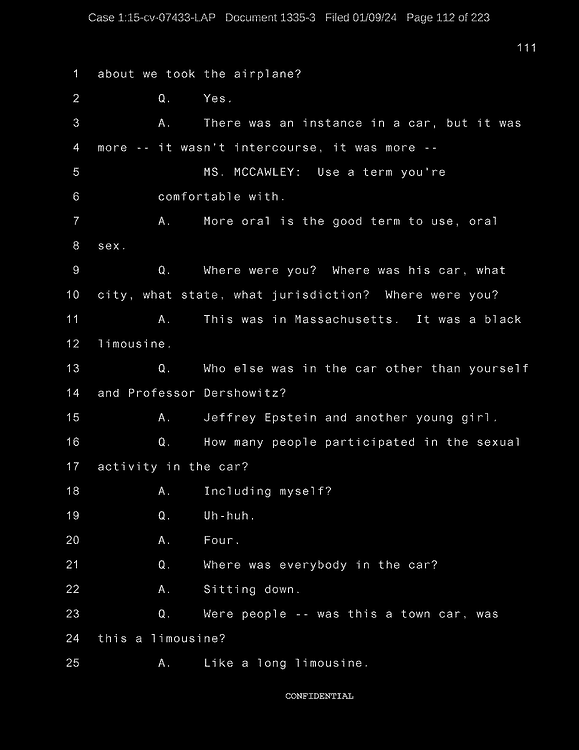 Case 1:15-cv-07433-LAP Document 1335-3 Filed 01/09/24 Page 112 of 223
111
1 about we took the airplane?
2 Q. Yes.
3 A. There was an instance in a car, but it was
4 more -- it wasn't intercourse, it was more --
5 MS. MCCAWLEY: Use a term you're
6 comfortable with.
7 A. More oral is the good term to use, oral
8 sex.
9 Q. Where were you? Where was his car, what
10 city, what state, what jurisdiction? Where were you?
11 A. This was in Massachusetts. It was a black
12 limousine.
13 Q. Who else was in the car other than yourself
14 and Professor Dershowitz?
15 A. Jeffrey Epstein and another young girl.
16 Q. How many people participated in the sexual
17 activity in the car?
18 A. Including myself?
19 Q. Uh-huh.
20 A. Four.
21 Q. Where was everybody in the car?
22 A. Sitting down.
23 Q. Were people -- was this a town car, was
24 this a limousine?
25 A. Like a long limousine.
CONFIDENTIAL